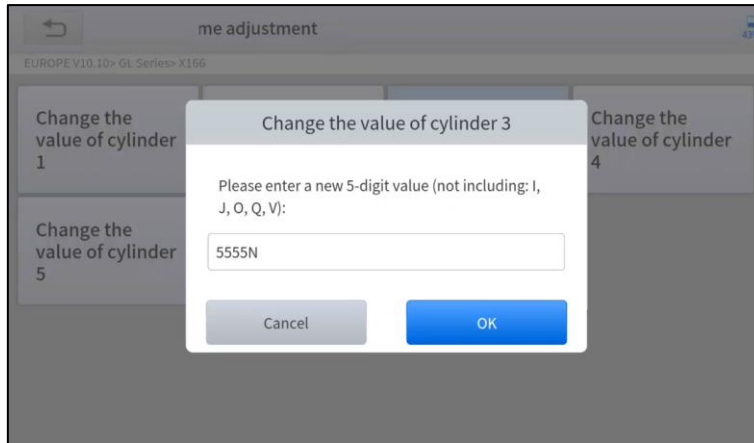 me adjustment
43%
EUROPE V10.10> GL Series> X166
Change the
value of cylinder
1
Change the
value of cylinder
4
Change the
value of cylinder
5
Change the value of cylinder 3
Please enter a new 5-digit value (not including: I,
J, O, Q, V):
5555N
Cancel
OK